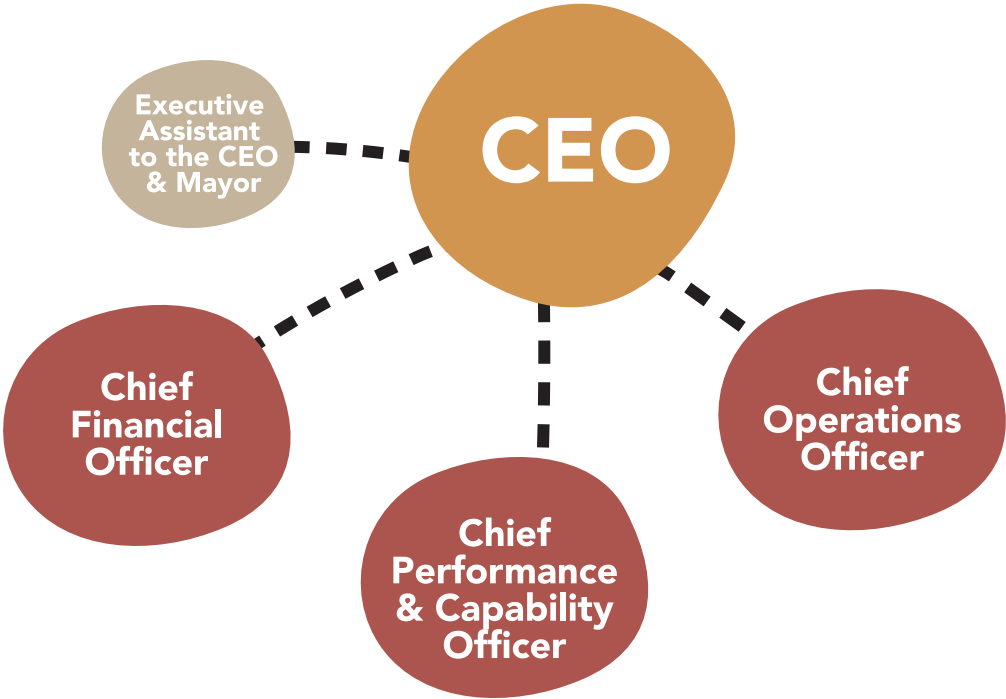 Executive
Assistant
to the CEO
& Mayor
CEO
Chief
Financial
Officer
Chief
Performance
& Capability
Officer
Chief
Operations
Officer